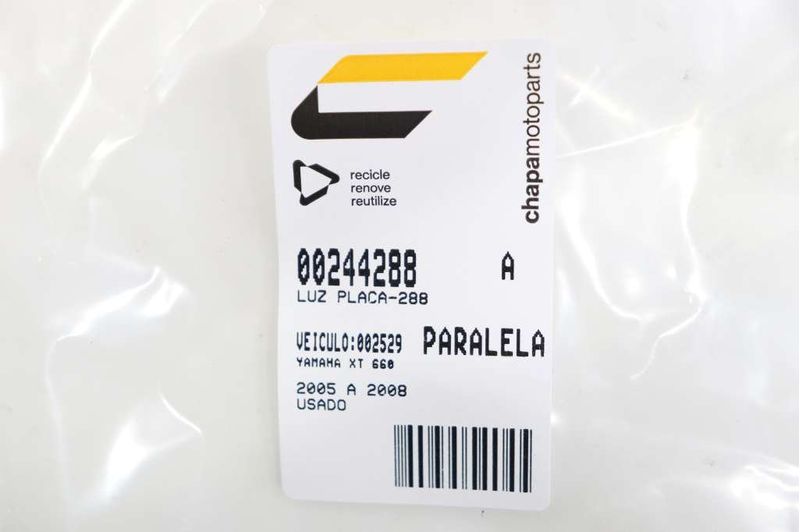 chapamotoparts
recicle
renove
reutilize
00244288 A
LUZ PLACA-288
VEICULO:002529 PARALELA
YAMAHA XT 660
2005 A 2008
USADO